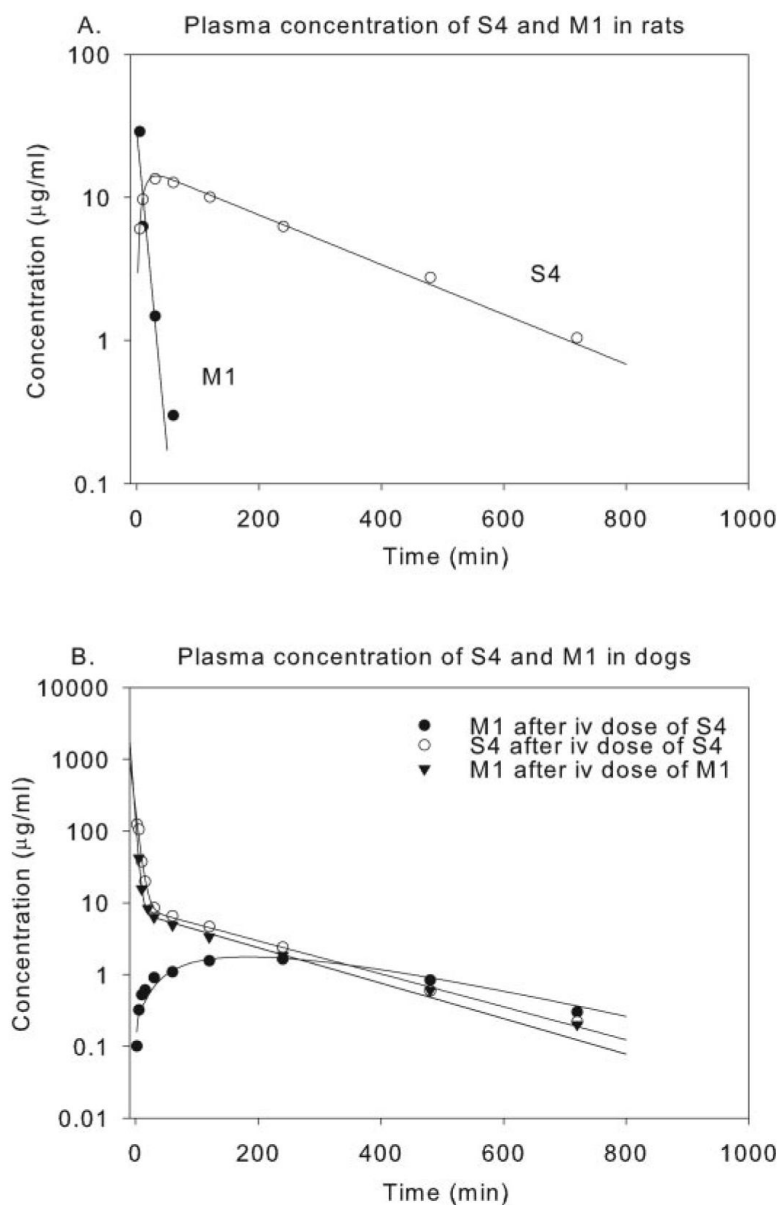 A. Plasma concentration of S4 and M1 in rats
100
10
1
0.1
Concentration (μg/ml)
S4
M1
0 200 400 600 800 1000
Time (min)
B. Plasma concentration of S4 and M1 in dogs
10000
1000
100
10
1
0.1
0.01
Concentration (μg/ml)
M1 after iv dose of S4
S4 after iv dose of S4
M1 after iv dose of M1
0 200 400 600 800 1000
Time (min)